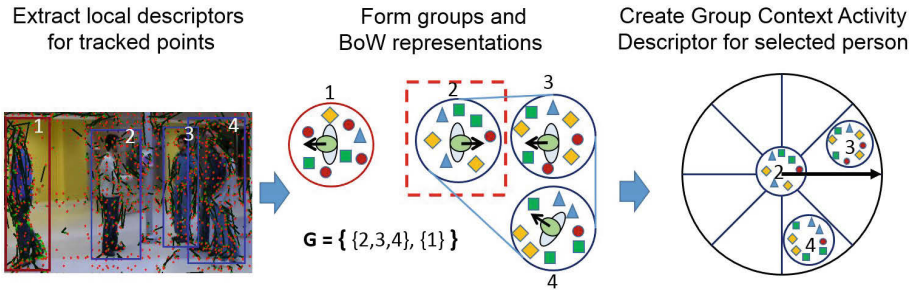 Extract local descriptors
for tracked points
Form groups and
BoW representations
Create Group Context Activity
Descriptor for selected person
1
2
3
4
1
2
3
4
G = { {2,3,4}, {1} }
2
3
4